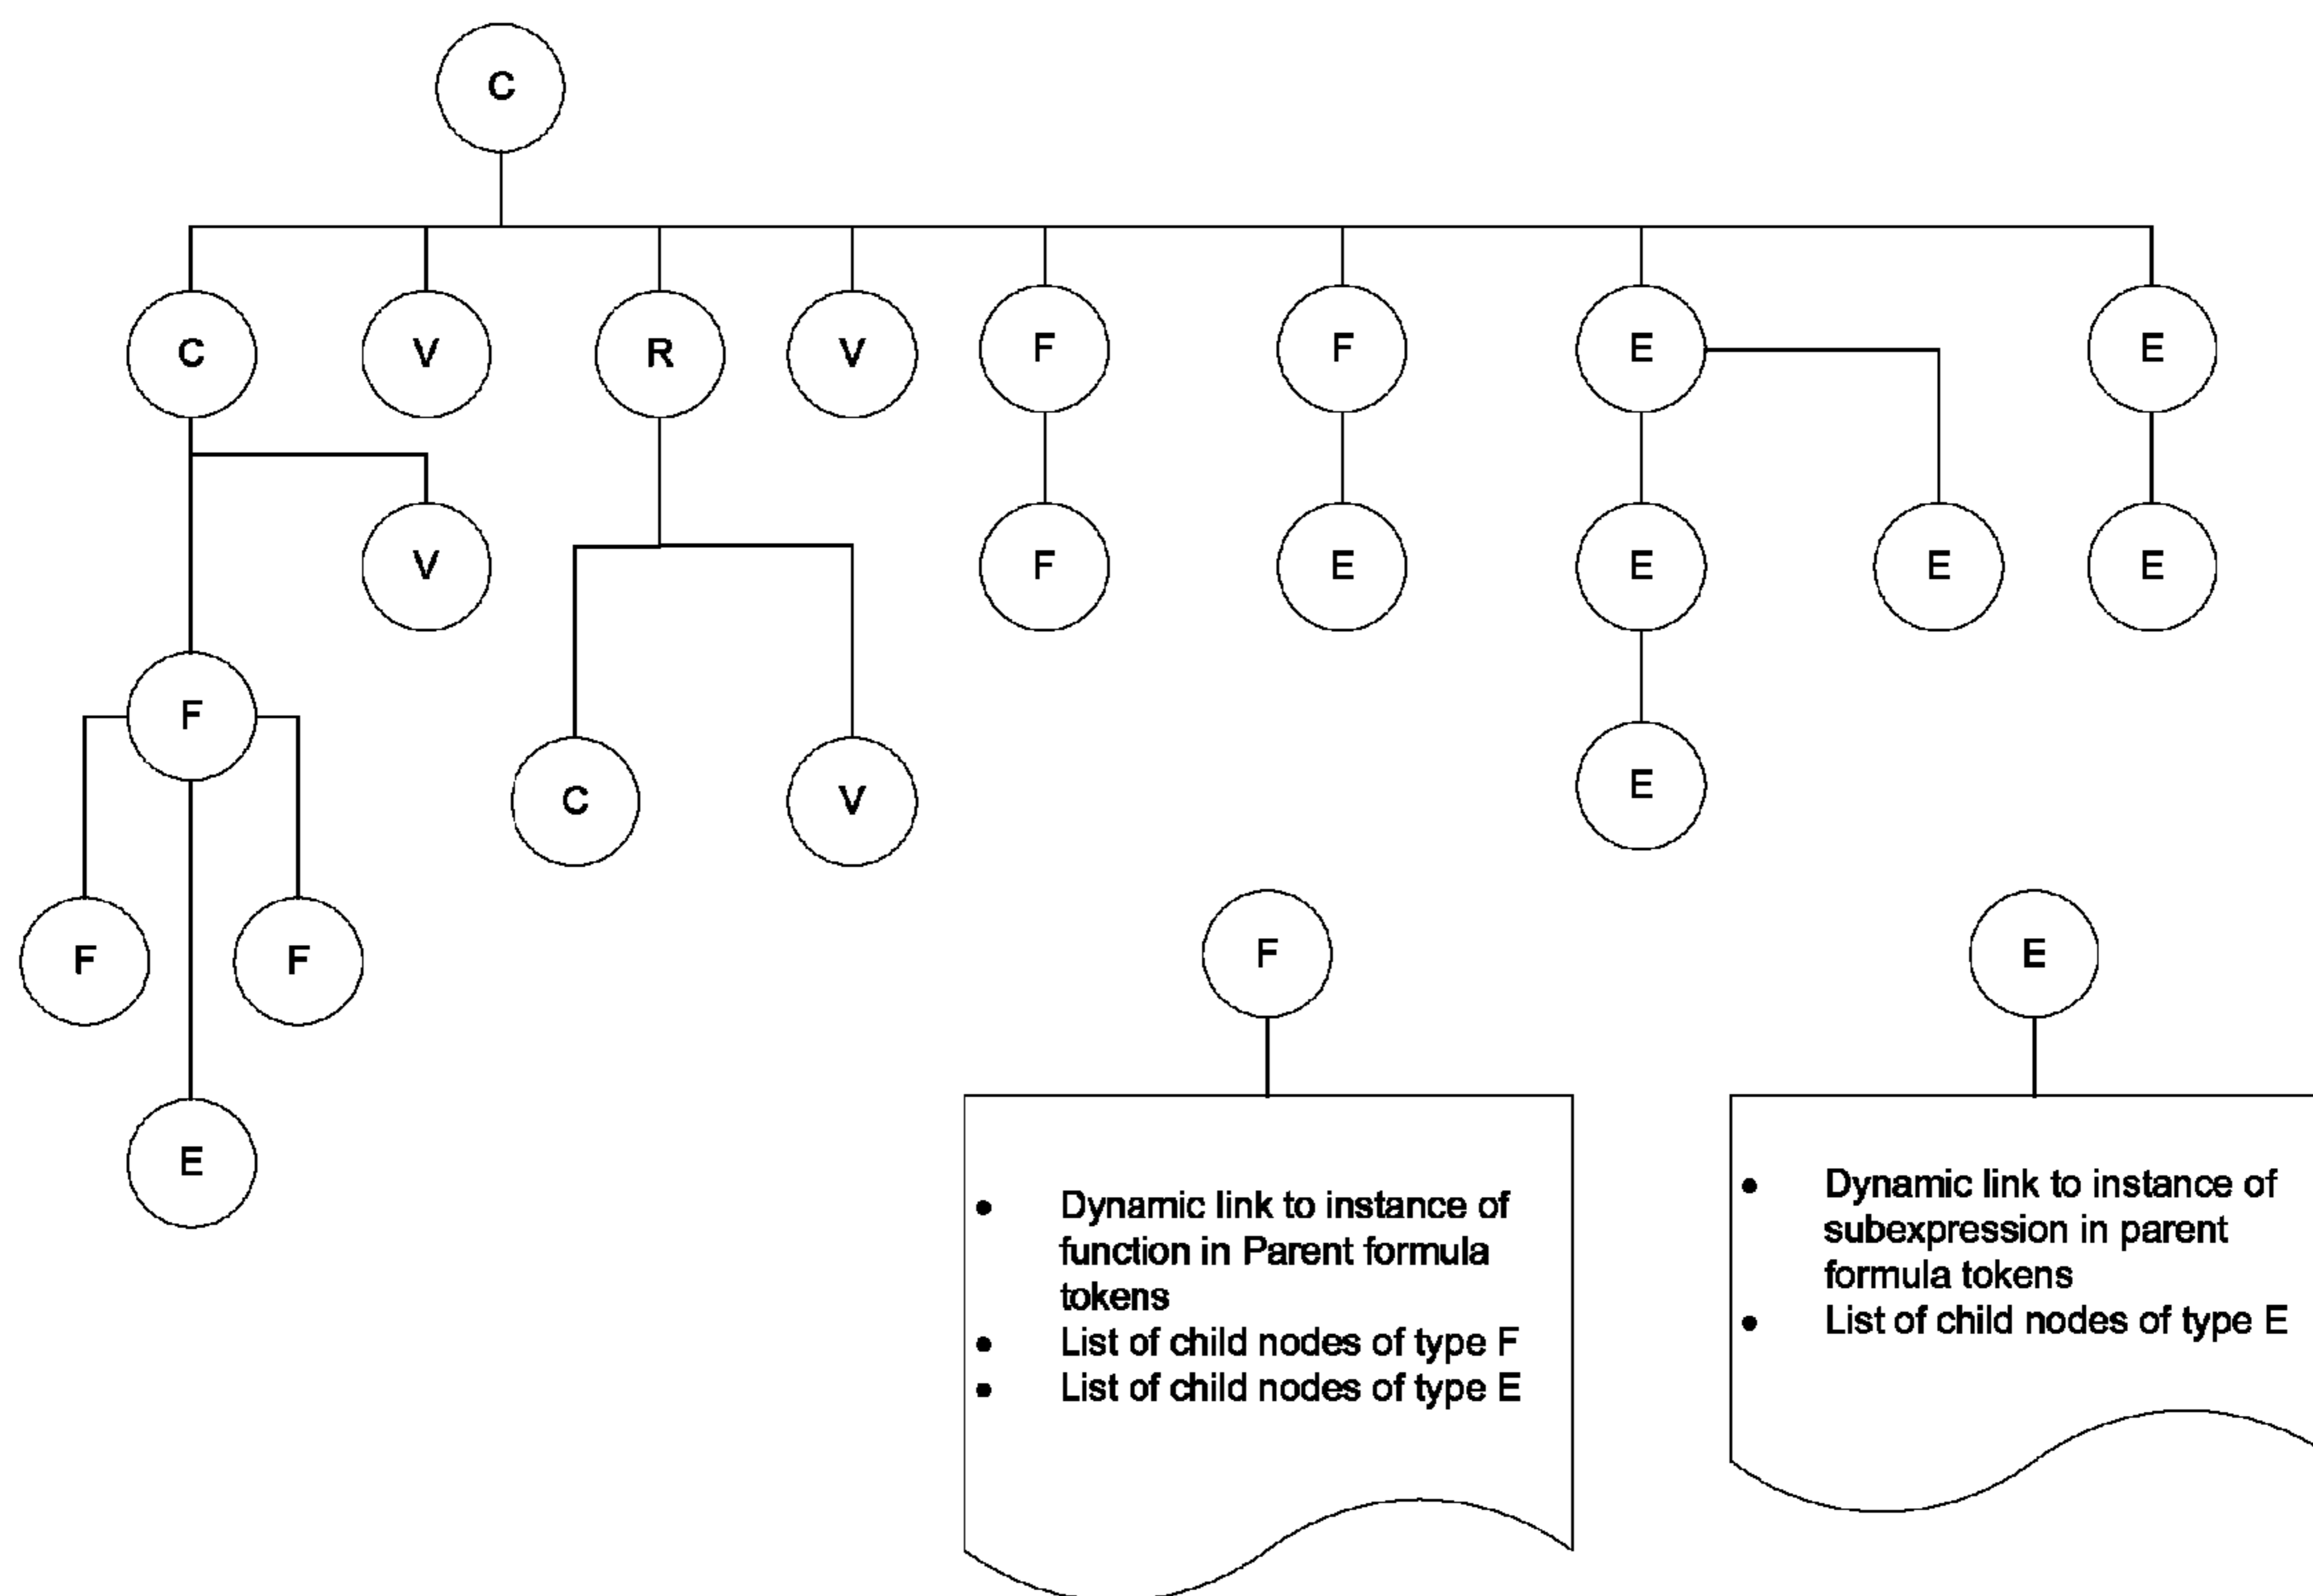 C
C
V
R
V
F
F
E
E
V
F
E
E
E
E
F
C
V
E
F
F
F
E
E
Dynamic link to instance of
function in Parent formula
tokens
List of child nodes of type F
List of child nodes of type E
Dynamic link to instance of
subexpression in parent
formula tokens
List of child nodes of type E